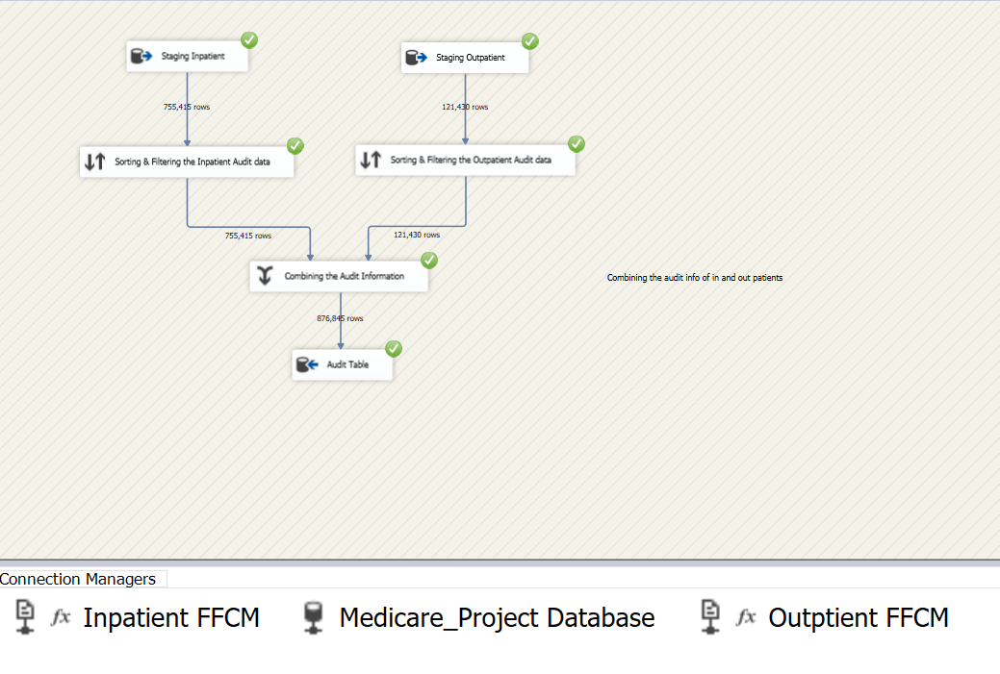 Staging Inpatient
Staging Outpatient
755,415 rows
121,430 rows
Sorting & Filtering the Inpatient Audit data
Sorting & Filtering the Outpatient Audit data
755,415 rows
121,430 rows
Combining the Audit Information
Combining the audit info of in and out patients
876,845 rows
Audit Table
Connection Managers
fx Inpatient FFCM
Medicare_Project Database
fx Outptient FFCM